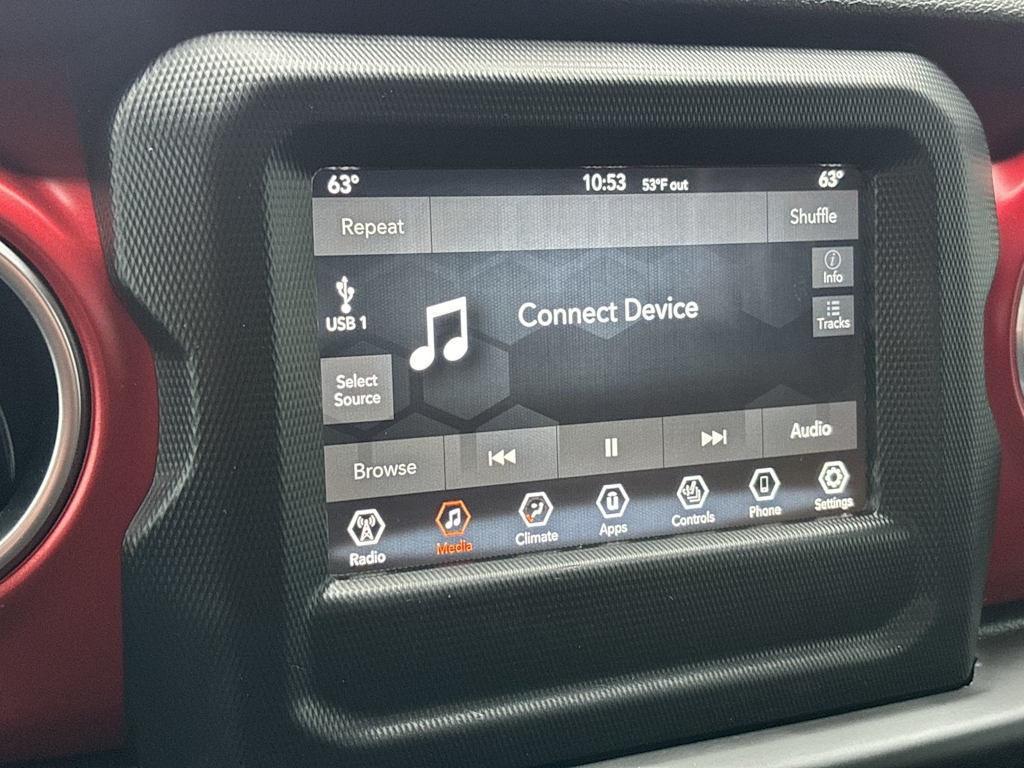 63° 10:53 53°F out 63°
Repeat Shuffle
i
Info
USB 1
Connect Device
Tracks
Select
Source
Browse Audio
Radio Media Climate Apps Controls Phone Settings